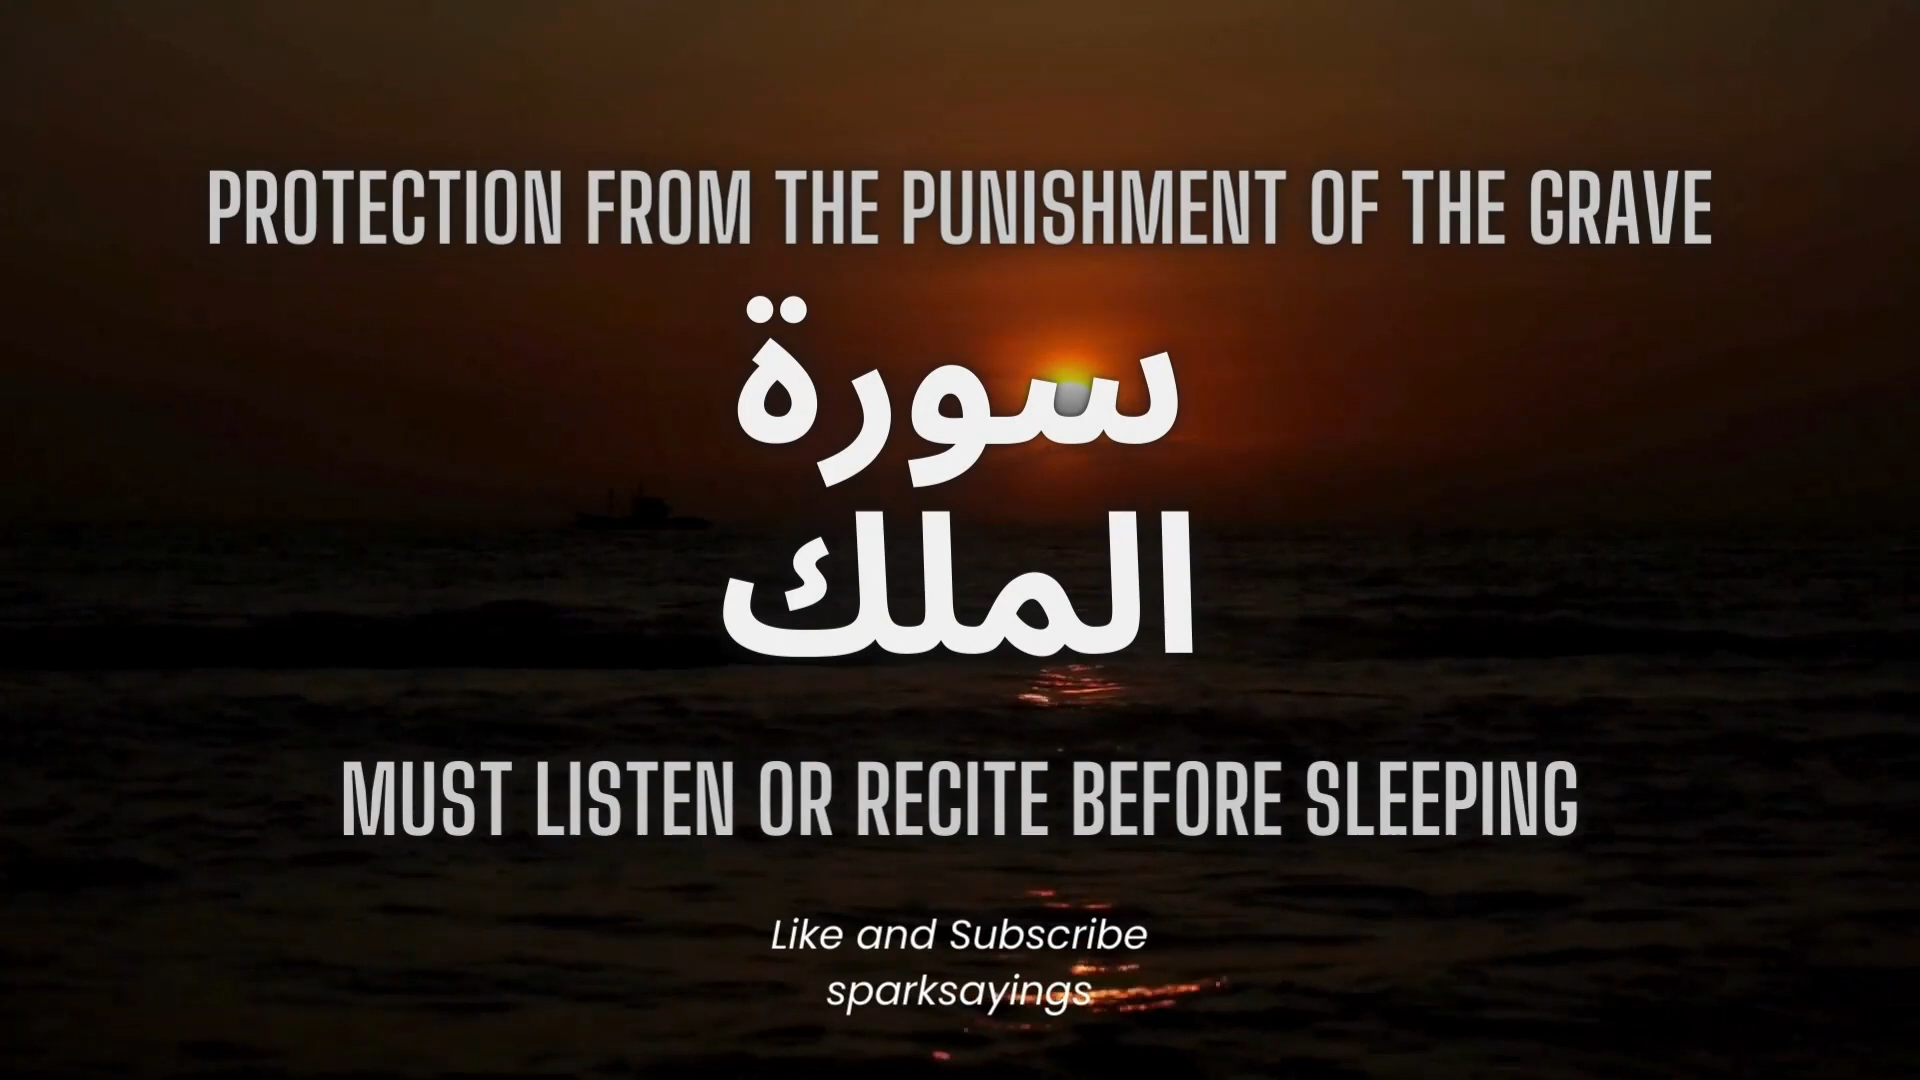 PROTECTION FROM THE PUNISHMENT OF THE GRAVE
سورة
الملك
MUST LISTEN OR RECITE BEFORE SLEEPING
Like and Subscribe
sparksayings